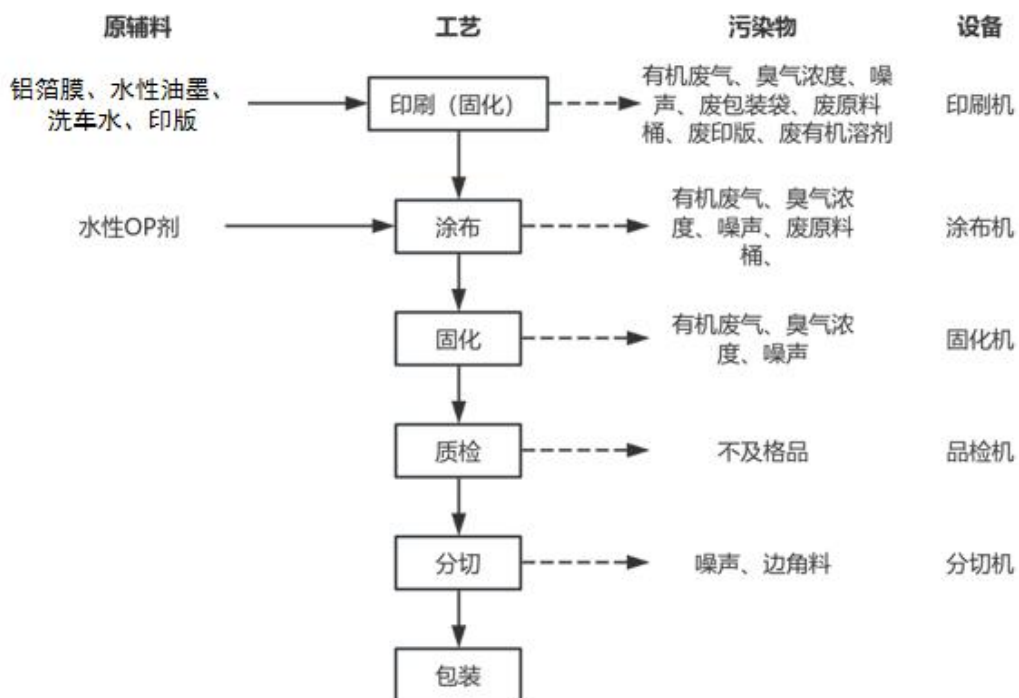 原辅料 工艺 污染物 设备
铝箔膜、水性油墨、
洗车水、印版
印刷（固化）
有机废气、臭气浓度、噪
声、废包装袋、废原料
桶、废印版、废有机溶剂
印刷机
水性OP剂
涂布
有机废气、臭气浓
度、噪声、废原料
桶、
涂布机
固化
有机废气、臭气浓
度、噪声
固化机
质检
不及格品
品检机
分切
噪声、边角料
分切机
包装